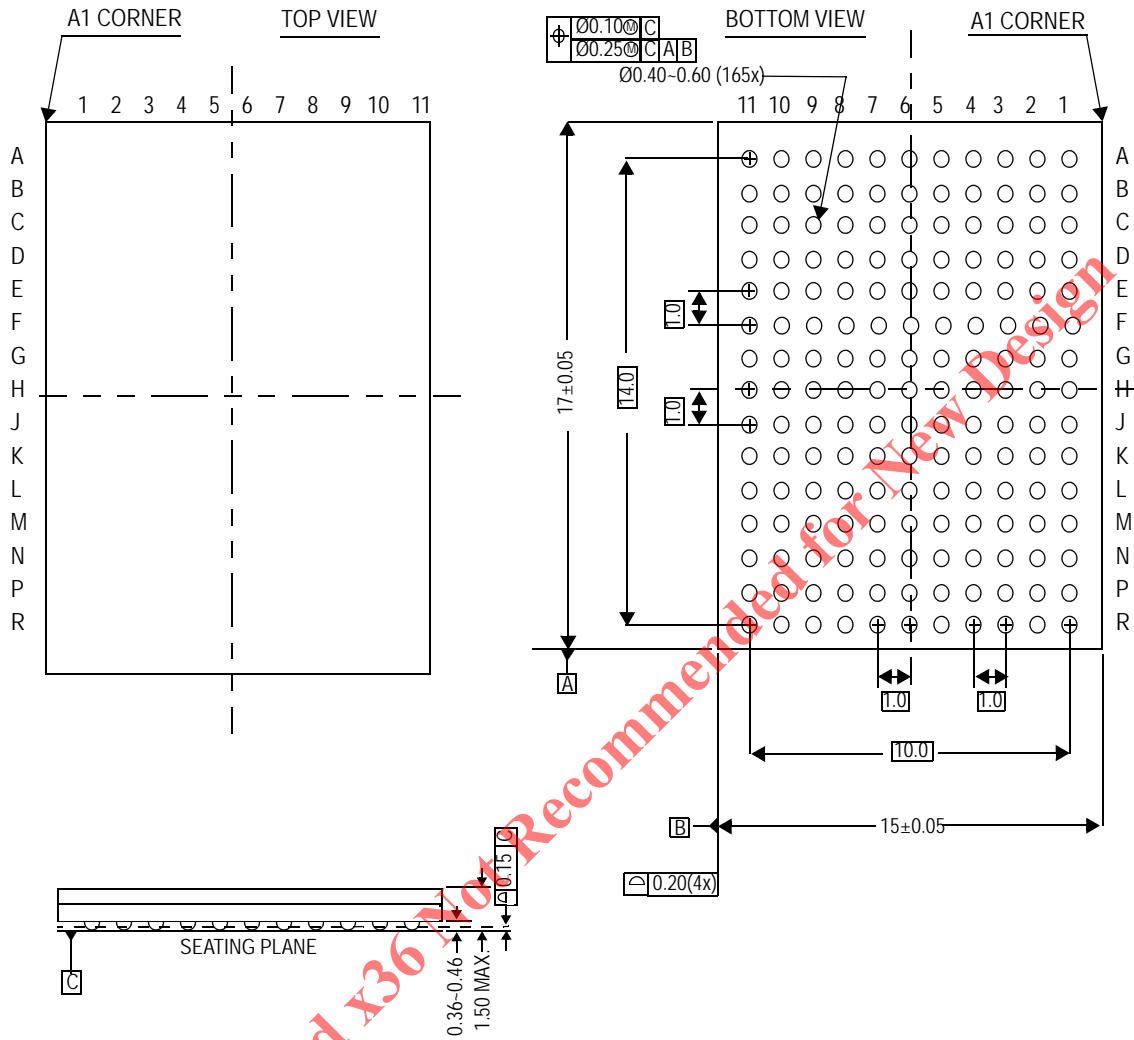 A1 CORNER
TOP VIEW
BOTTOM VIEW
A1 CORNER
Ø0.10Ⓜ C
Ø0.25Ⓜ C A B
Ø0.40~0.60 (165x)
1 2 3 4 5 6 7 8 9 10 11
11 10 9 8 7 6 5 4 3 2 1
A
B
C
D
E
F
G
H
J
K
L
M
N
P
R
A
B
C
D
E
F
G
H
J
K
L
M
N
P
R
17±0.05
14.0
1.0
1.0
A
1.0
1.0
10.0
B
15±0.05
0.20(4x)
0.15 C
SEATING PLANE
C
0.36~0.46
1.50 MAX.
d x36 Not Recommended for New Design